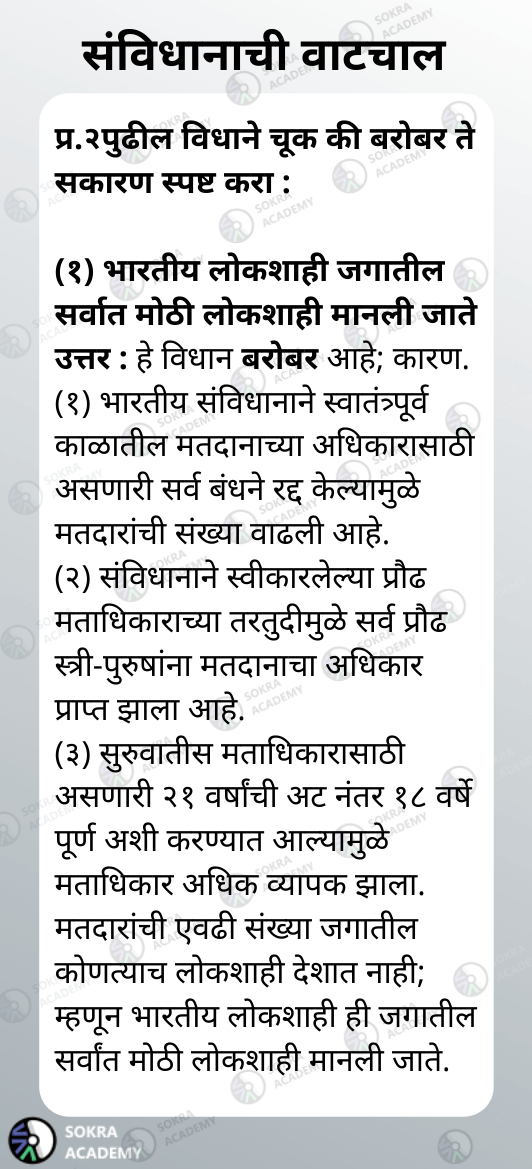 संविधानाची वाटचाल
प्र.२पुढील विधाने चूक की बरोबर ते
सकारण स्पष्ट करा :
(१) भारतीय लोकशाही जगातील
सर्वात मोठी लोकशाही मानली जाते
उत्तर : हे विधान बरोबर आहे; कारण.
(१) भारतीय संविधानाने स्वातंत्र्यपूर्व
काळातील मतदानाच्या अधिकारासाठी
असणारी सर्व बंधने रद्द केल्यामुळे
मतदारांची संख्या वाढली आहे.
(२) संविधानाने स्वीकारलेल्या प्रौढ
मताधिकाराच्या तरतुदीमुळे सर्व प्रौढ
स्त्री-पुरुषांना मतदानाचा अधिकार
प्राप्त झाला आहे.
(३) सुरुवातीस मताधिकारासाठी
असणारी २१ वर्षांची अट नंतर १८ वर्षे
पूर्ण अशी करण्यात आल्यामुळे
मताधिकार अधिक व्यापक झाला.
मतदारांची एवढी संख्या जगातील
कोणत्याच लोकशाही देशात नाही;
म्हणून भारतीय लोकशाही ही जगातील
सर्वांत मोठी लोकशाही मानली जाते.
SOKRA
ACADEMY